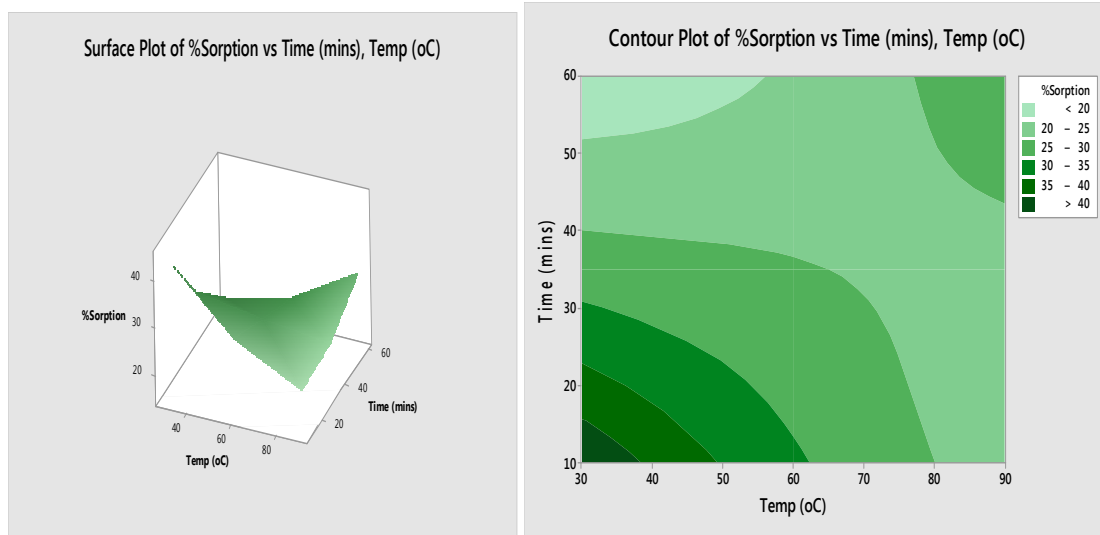 Surface Plot of %Sorption vs Time (mins), Temp (oC)
40
%Sorption
30
20
40
60
80
Temp (oC)
20
40
60
Time (mins)
Contour Plot of %Sorption vs Time (mins), Temp (oC)
60
50
40
30
20
10
Time (mins)
30 40 50 60 70 80 90
Temp (oC)
%Sorption
< 20
20 – 25
25 – 30
30 – 35
35 – 40
> 40